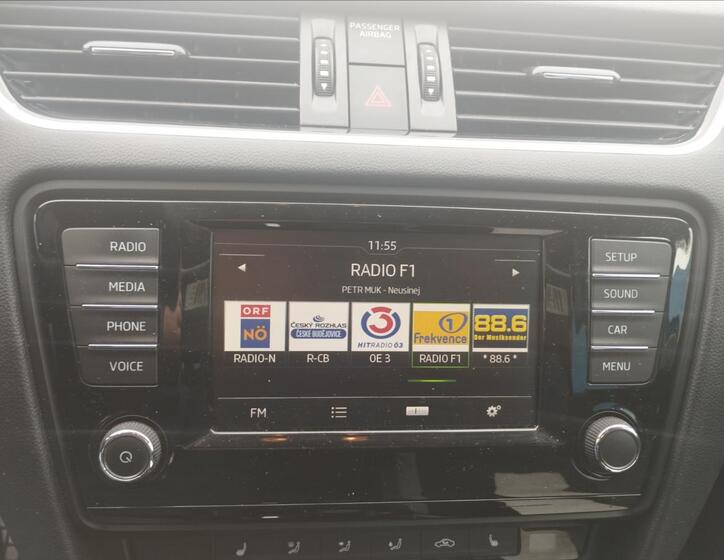 PASSENGER
AIRBAG
RADIO
MEDIA
PHONE
VOICE
11:55
RADIO F1
PETR MUK - Neusinej
ORF
NÖ
RADIO-N
ČESKÝ ROZHLAS
ČESKÉ BUDĚJOVICE
R-CB
3
HITRADIO Ö3
OE 3
1
Frekvence
RADIO F1
88.6
Der Musiksender
* 88.6 *
FM
SETUP
SOUND
CAR
MENU